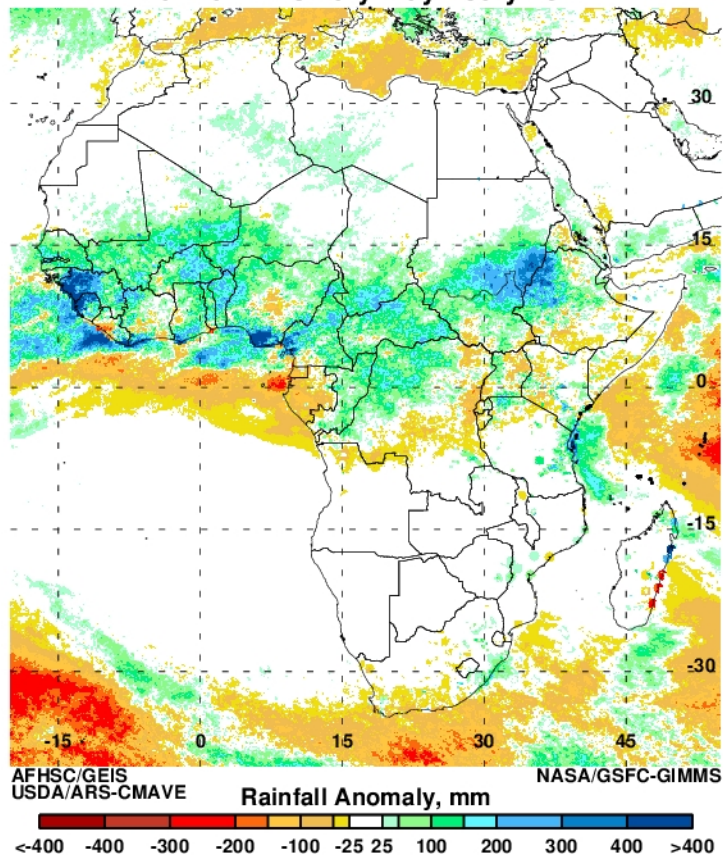 30
15
0
-15
-30
-15 0 15 30 45
AFHSC/GEIS NASA/GSFC-GIMMS
USDA/ARS-CMAVE
Rainfall Anomaly, mm
<-400 -400 -300 -200 -100 -25 25 100 200 300 400 >400